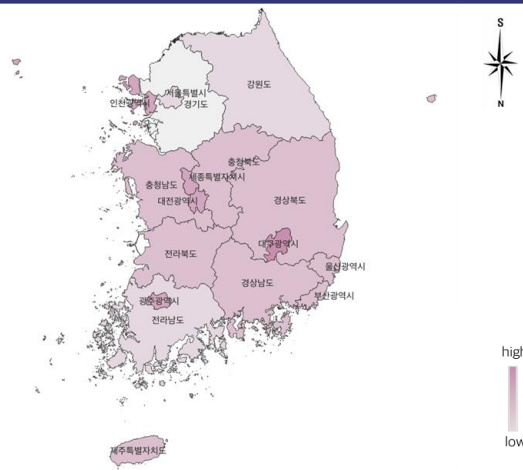 S
N
강원도
서울특별시
인천광역시
경기도
충청북도
세종특별자치시
충청남도
대전광역시
경상북도
대구광역시
전라북도
울산광역시
경상남도
부산광역시
광주광역시
전라남도
제주특별자치도
high
low